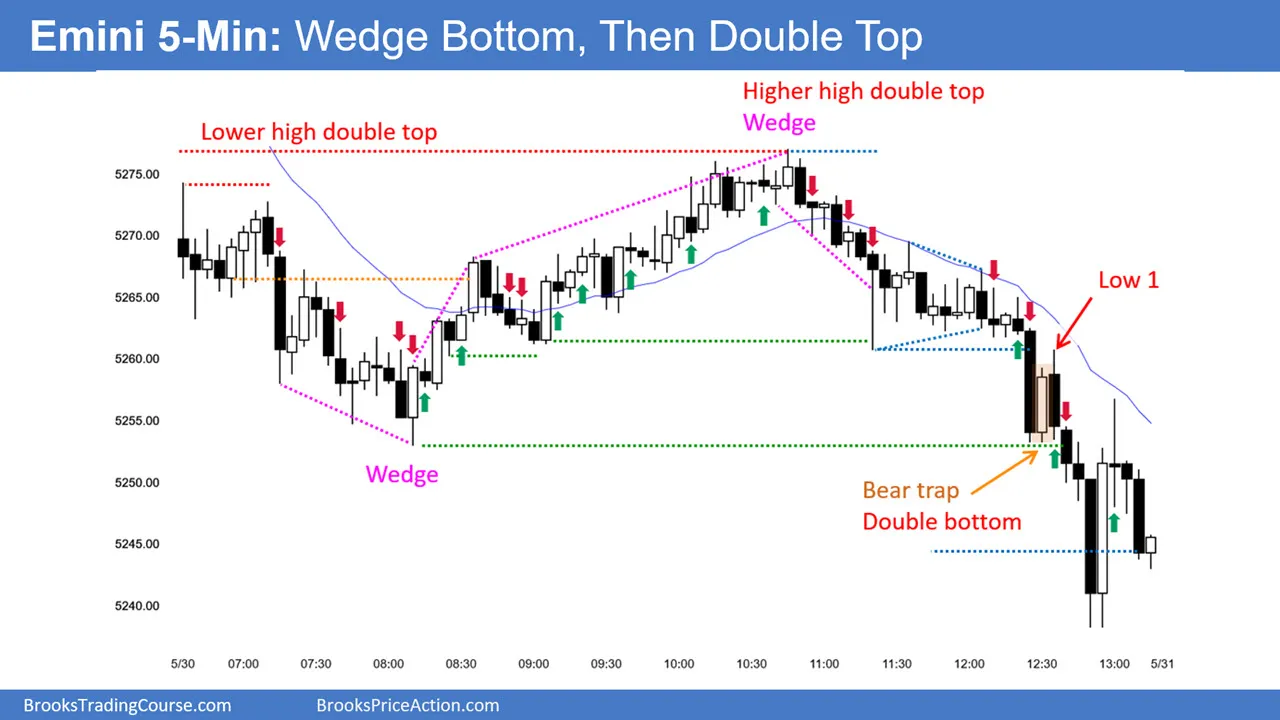 Emini 5-Min: Wedge Bottom, Then Double Top
Higher high double top
Wedge
Lower high double top
5275.00
5270.00
5265.00
Low 1
5260.00
5255.00
Wedge
5250.00
Bear trap
Double bottom
5245.00
5240.00
5/30 07:00 07:30 08:00 08:30 09:00 09:30 10:00 10:30 11:00 11:30 12:00 12:30 13:00 5/31
BrooksTradingCourse.com BrooksPriceAction.com